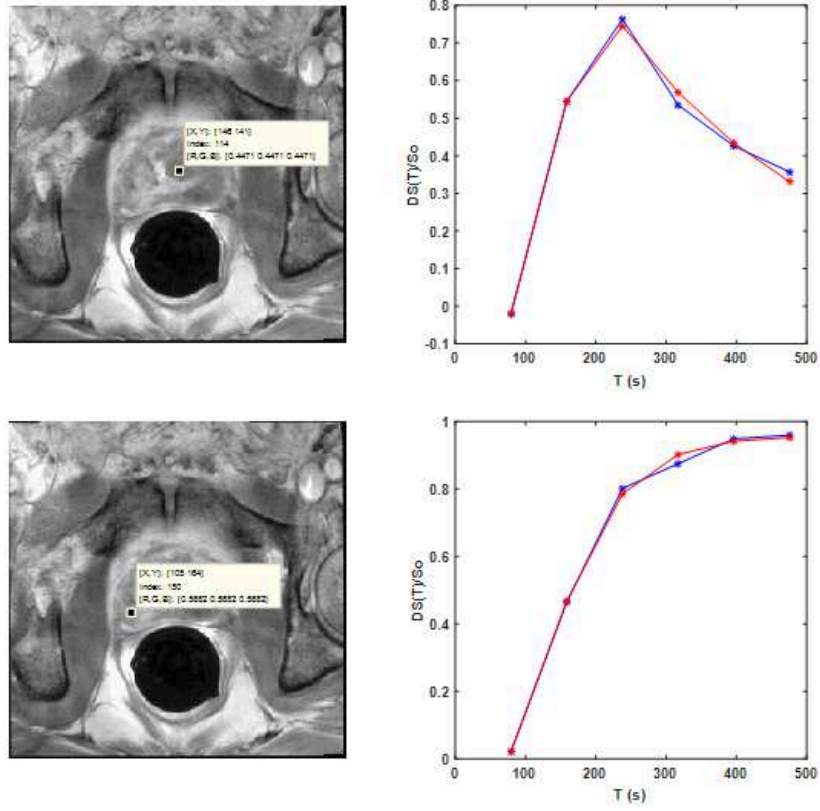 [X,Y]: [146 141]
Index: 114
[R,G,B]: [0.4471 0.4471 0.4471]
0.8
0.7
0.6
0.5
0.4
0.3
0.2
0.1
0
-0.1
DS(T)/So
0 100 200 300 400 500
T (s)
[X,Y]: [105 164]
Index: 150
[R,G,B]: [0.5882 0.5882 0.5882]
1
0.8
0.6
0.4
0.2
0
DS(T)/So
0 100 200 300 400 500
T (s)